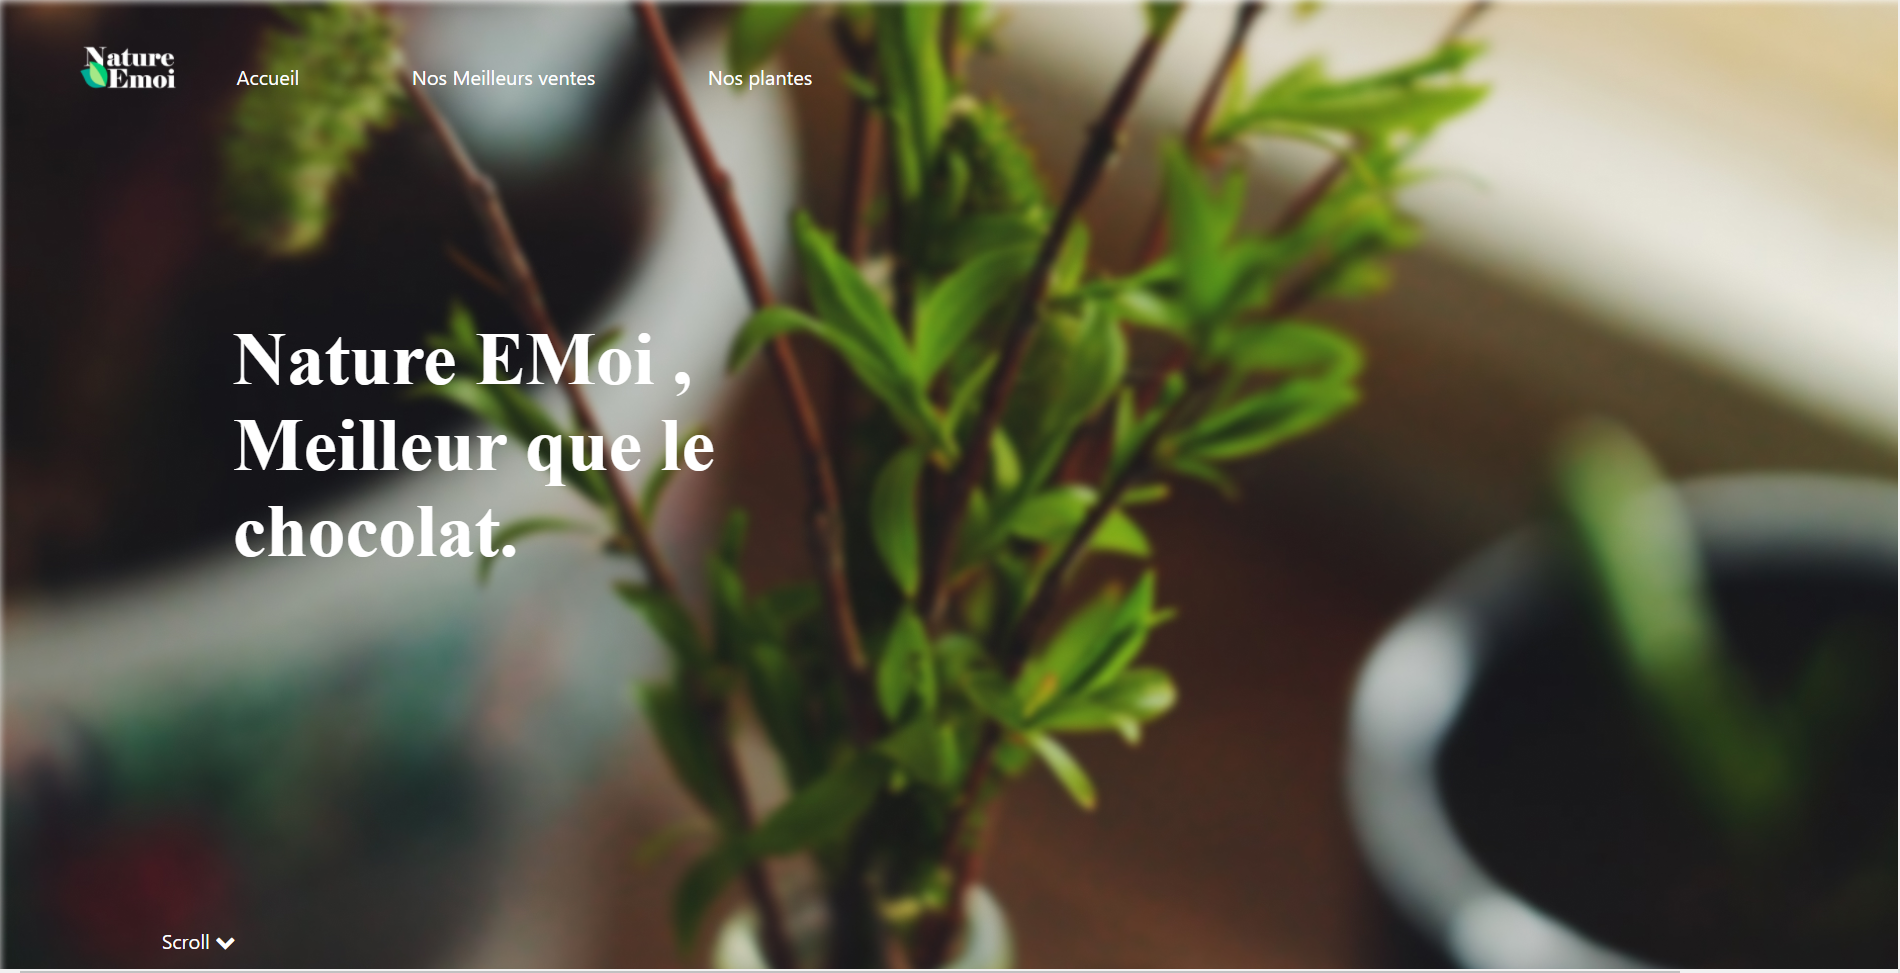 Nature
Emoi
Accueil
Nos Meilleurs ventes
Nos plantes
Nature EMoi ,
Meilleur que le
chocolat.
Scroll